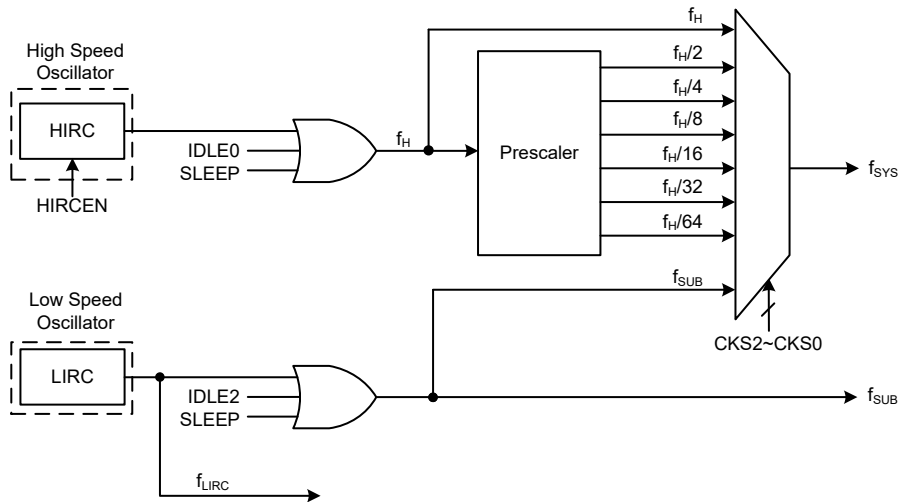 High Speed
Oscillator
HIRC
HIRCEN
IDLE0
SLEEP
fH
Prescaler
fH
fH/2
fH/4
fH/8
fH/16
fH/32
fH/64
fSUB
fSYS
CKS2~CKS0
Low Speed
Oscillator
LIRC
IDLE2
SLEEP
fSUB
fLIRC